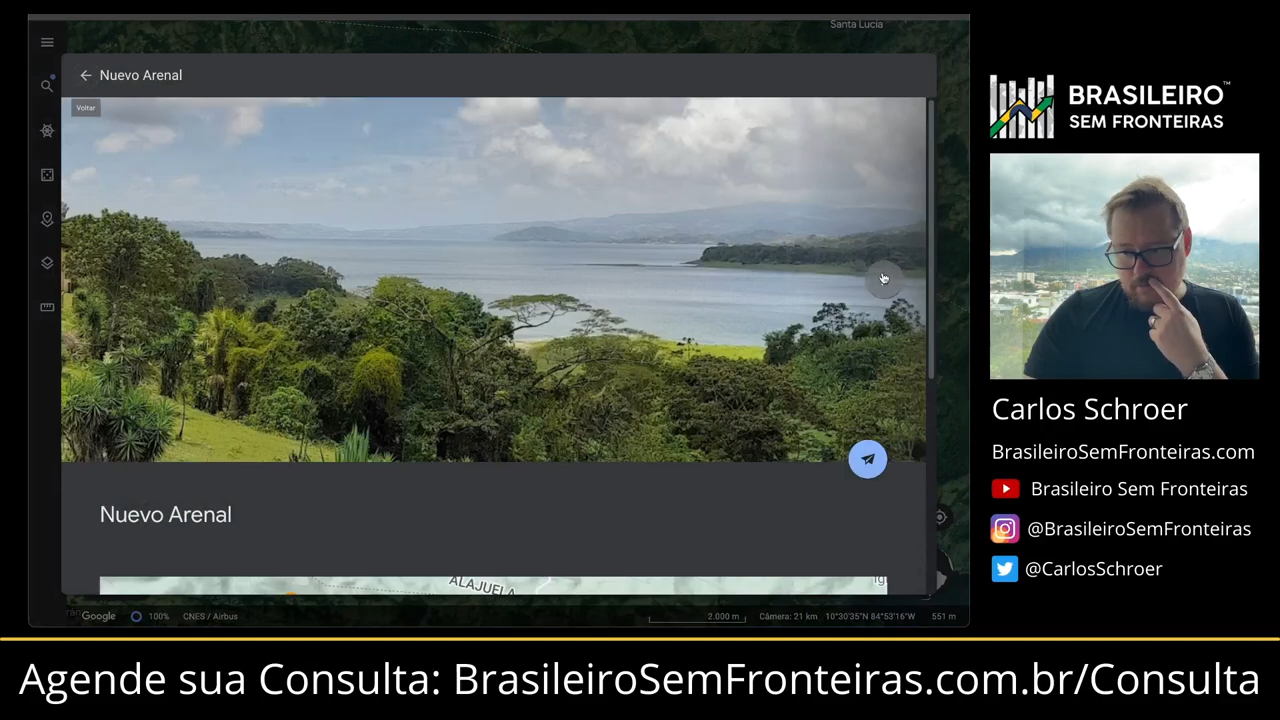 Santa Lucía
Nuevo Arenal
Voltar
Nuevo Arenal
ALAJUELA
Google
100%
CNES / Airbus
2.000 m
Câmera: 21 km
10°30'35"N 84°53'16"W
551 m
BRASILEIRO™
SEM FRONTEIRAS
Carlos Schroer
BrasileiroSemFronteiras.com
Brasileiro Sem Fronteiras
@BrasileiroSemFronteiras
@CarlosSchroer
Agende sua Consulta: BrasileiroSemFronteiras.com.br/Consulta